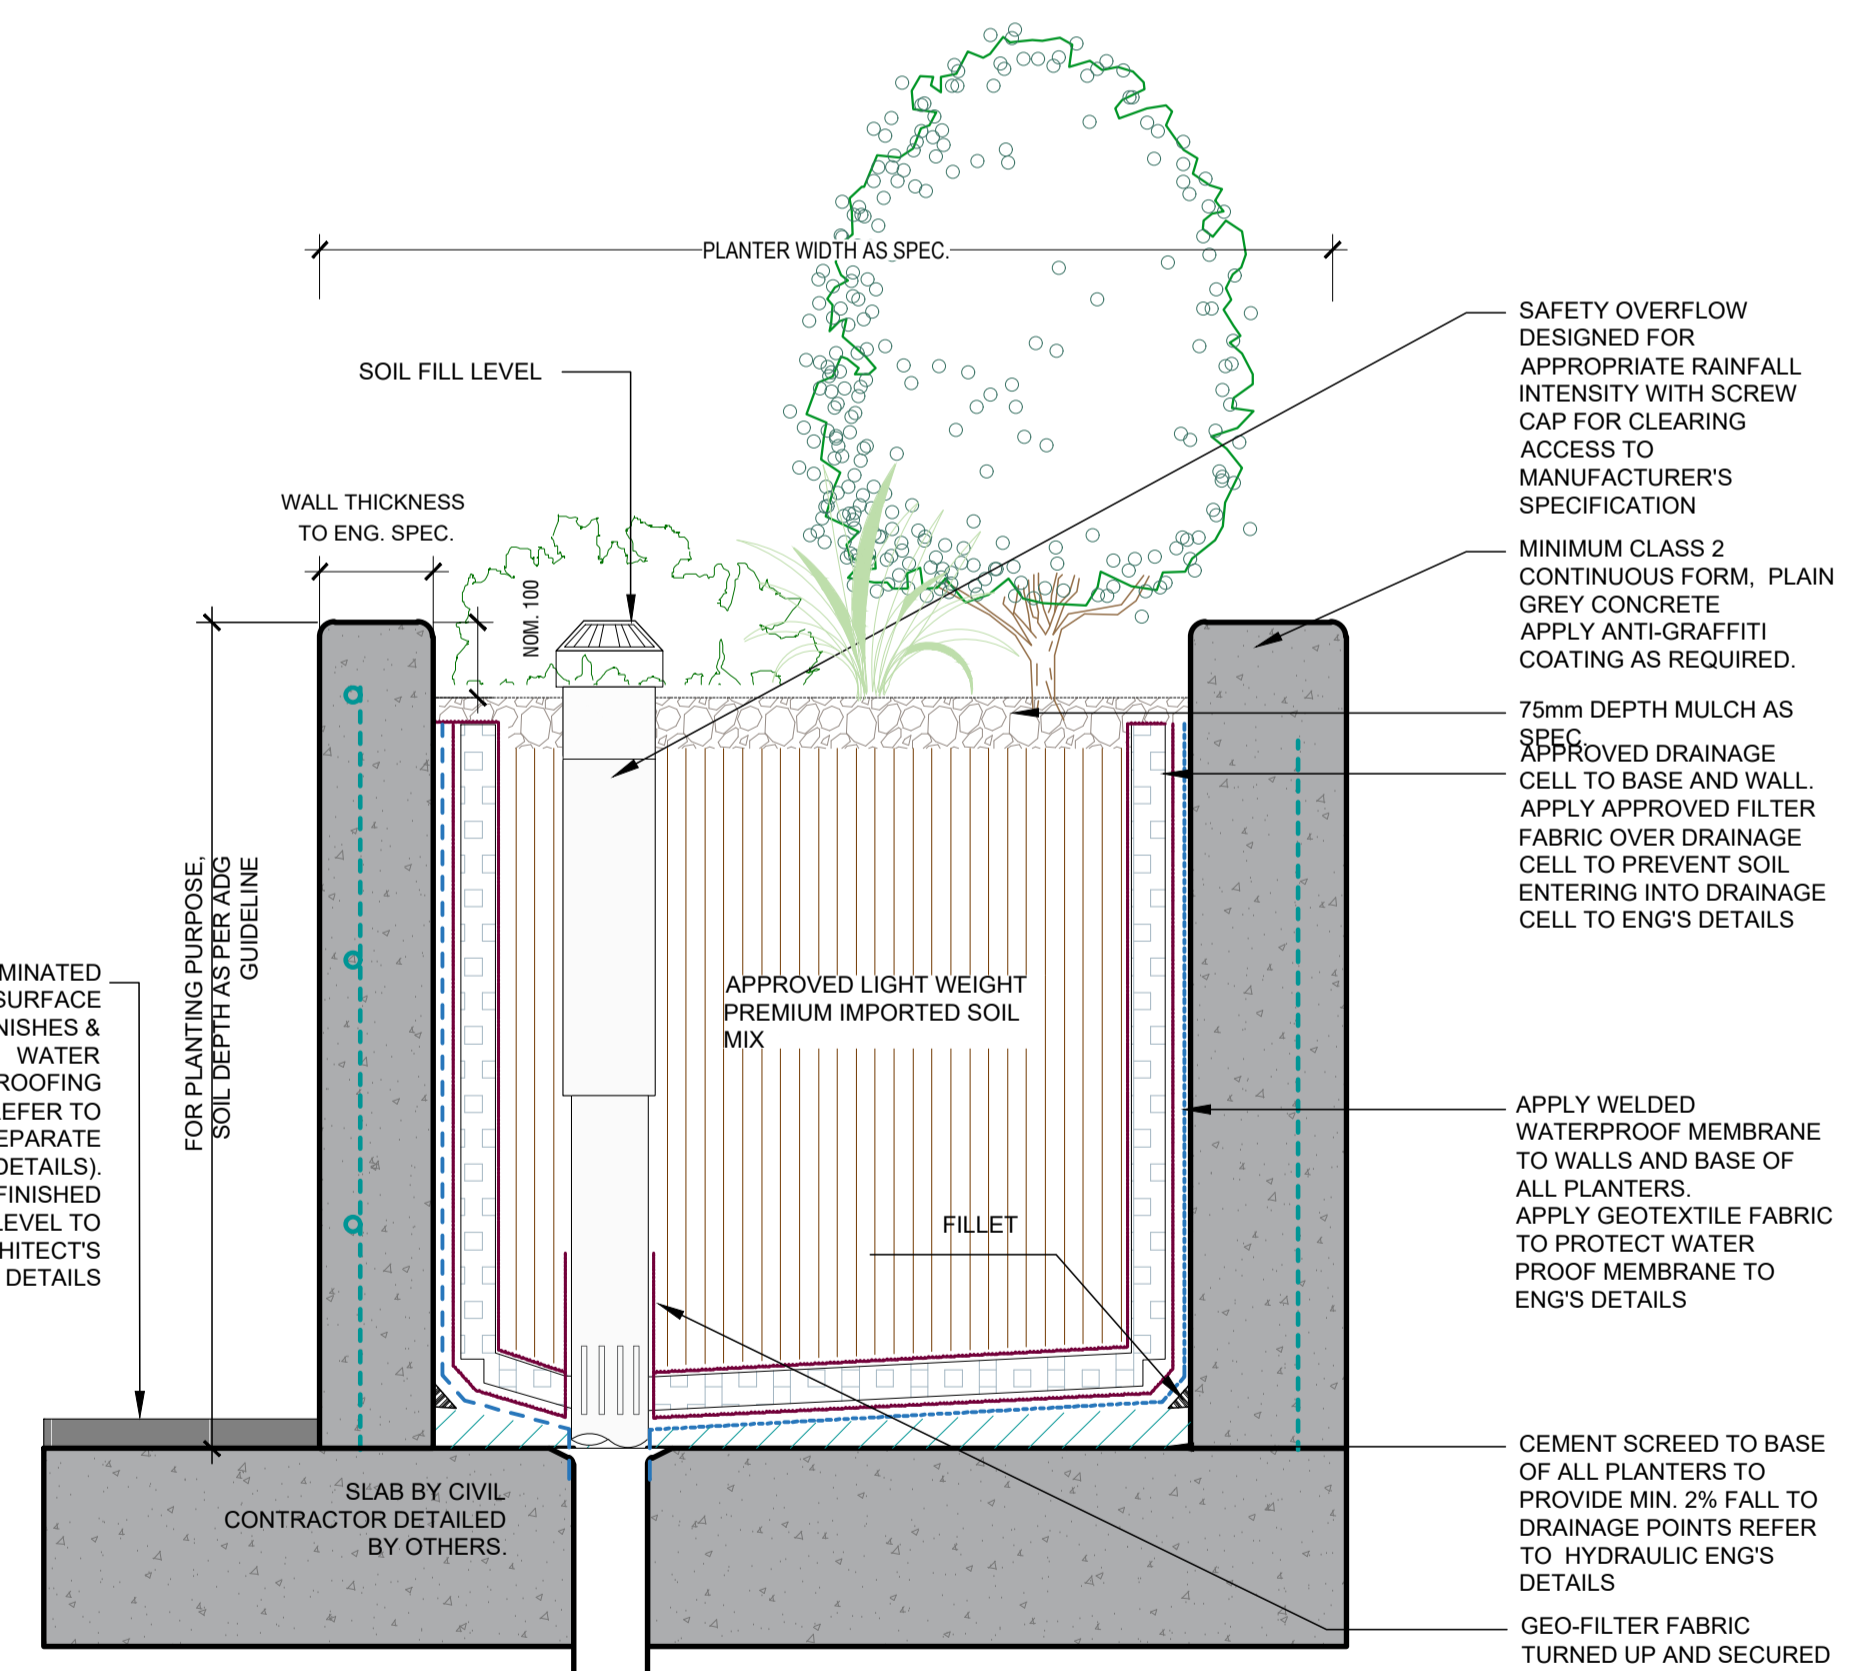 PLANTER WIDTH AS SPEC.
SOIL FILL LEVEL
WALL THICKNESS
TO ENG. SPEC.
NOM. 100
FOR PLANTING PURPOSE,
SOIL DEPTH AS PER ADG
GUIDELINE
MINATED
SURFACE
NISHES &
WATER
ROOFING
EFER TO
EPARATE
DETAILS).
FINISHED
LEVEL TO
HITECT'S
DETAILS
APPROVED LIGHT WEIGHT
PREMIUM IMPORTED SOIL
MIX
FILLET
SLAB BY CIVIL
CONTRACTOR DETAILED
BY OTHERS.
SAFETY OVERFLOW
DESIGNED FOR
APPROPRIATE RAINFALL
INTENSITY WITH SCREW
CAP FOR CLEARING
ACCESS TO
MANUFACTURER'S
SPECIFICATION
MINIMUM CLASS 2
CONTINUOUS FORM, PLAIN
GREY CONCRETE
APPLY ANTI-GRAFFITI
COATING AS REQUIRED.
75mm DEPTH MULCH AS
SPEC.
APPROVED DRAINAGE
CELL TO BASE AND WALL.
APPLY APPROVED FILTER
FABRIC OVER DRAINAGE
CELL TO PREVENT SOIL
ENTERING INTO DRAINAGE
CELL TO ENG'S DETAILS
APPLY WELDED
WATERPROOF MEMBRANE
TO WALLS AND BASE OF
ALL PLANTERS.
APPLY GEOTEXTILE FABRIC
TO PROTECT WATER
PROOF MEMBRANE TO
ENG'S DETAILS
CEMENT SCREED TO BASE
OF ALL PLANTERS TO
PROVIDE MIN. 2% FALL TO
DRAINAGE POINTS REFER
TO HYDRAULIC ENG'S
DETAILS
GEO-FILTER FABRIC
TURNED UP AND SECURED